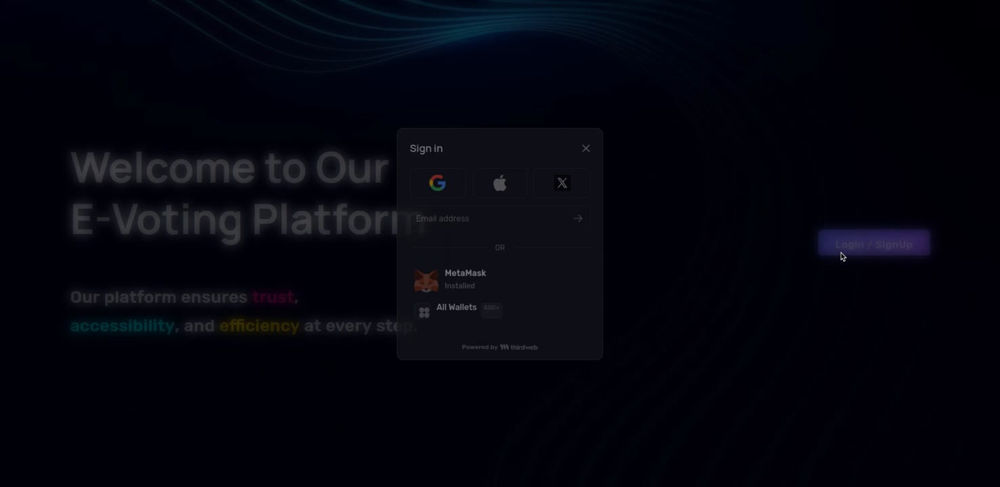 Welcome to Our
E-Voting Platform
Our platform ensures trust,
accessibility, and efficiency at every step.
Sign in
Email address
OR
MetaMask
Installed
All Wallets 500+
Powered by thirdweb
Login / SignUp